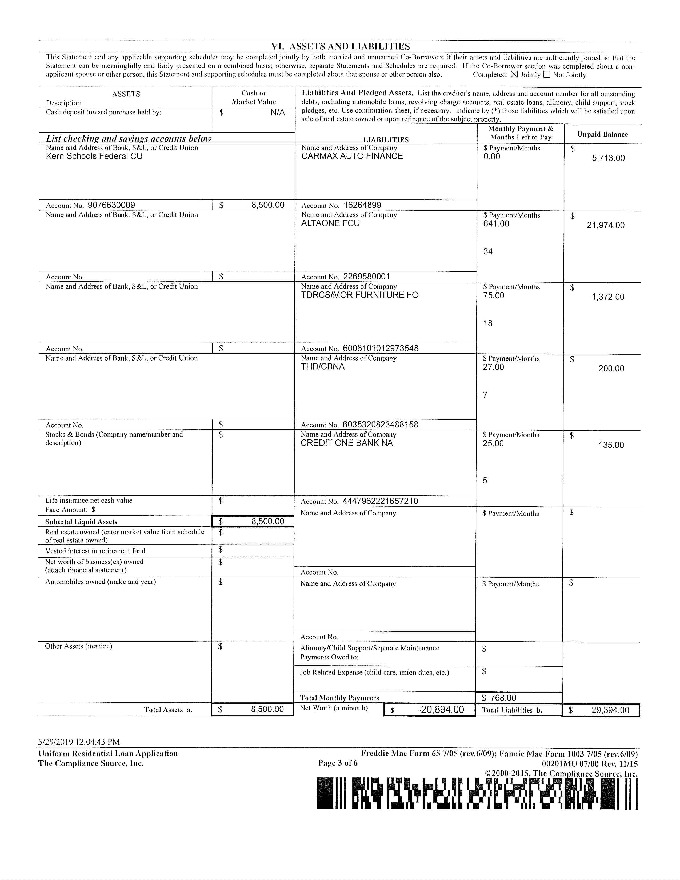 VI. ASSETS AND LIABILITIES
This Statement and any applicable supporting schedules may be completed jointly by both married and unmarried Co-Borrowers if their assets and liabilities are sufficiently joined so that the
Statement can be meaningfully and fairly presented on a combined basis; otherwise, separate Statements and Schedules are required. If the Co-Borrower section was completed about a non-
applicant spouse or other person, this Statement and supporting schedules must be completed about that spouse or other person also. Completed Jointly Not Jointly
ASSETS
Description
Cash or
Market Value
Cash deposit toward purchase held by:
$ N/A
Liabilities And Pledged Assets. List the creditor's name, address and account number for all outstanding
debts, including automobile loans, revolving charge accounts, real estate loans, alimony, child support, stock
pledges, etc. Use continuation sheet, if necessary. Indicate by (*) those liabilities which will be satisfied upon
sale of real estate owned or upon refinance of the subject property.
List checking and savings accounts below
LIABILITIES
Monthly Payment &
Months Left to Pay
Unpaid Balance
Name and Address of Bank, S&L, or Credit Union
Kern Schools Federal CU
Name and Address of Company
CARMAX AUTO FINANCE
$ Payment/Months
0.00
$ 5,713.00
Account No. 9076630009
$ 8,500.00
Account No. 16264899
Name and Address of Bank, S&L, or Credit Union
Name and Address of Company
ALTAONE FCU
$ Payment/Months
641.00
34
$ 21,974.00
Account No.
$
Account No. 2269580001
Name and Address of Bank, S&L, or Credit Union
Name and Address of Company
$ Payment/Months
75.00
18
$ 1,372.00
Account No.
$
Account No.
Name and Address of Bank, S&L, or Credit Union
Name and Address of Company
THD/CBNA
$ Payment/Months
27.00
7
$ 200.00
Account No.
$
Account No.
Stocks & Bonds (Company name/number and
description)
$
Name and Address of Company
CREDIT ONE BANK NA
$ Payment/Months
25.00
5
$ 135.00
Life insurance net cash value
Face Amount: $
$
Account No. 4447962221657210
Subtotal Liquid Assets
$ 8,500.00
Name and Address of Company
$ Payment/Months
$
Real estate owned (enter market value from schedule
of real estate owned)
$
Vested interest in retirement fund
$
Net worth of business(es) owned
(attach financial statement)
$
Account No.
Automobiles owned (make and year)
$
Name and Address of Company
$ Payment/Months
$
Account No.
Other Assets (itemize)
$
Alimony/Child Support/Separate Maintenance
Payments Owed to:
$
Job Related Expense (child care, union dues, etc.)
$
Total Monthly Payments
$ 768.00
Total Assets a.
$ 8,500.00
Net Worth (a minus b)
$ -20,894.00
Total Liabilities b.
$ 29,394.00
5/29/2019 12:04:43 PM
Uniform Residential Loan Application
The Compliance Source, Inc.
Page 3 of 6
Freddie Mac Form 65 7/05 (rev.6/09); Fannie Mae Form 1003 7/05 (rev.6/09)
00201MU 07/00 Rev. 11/15
©2000-2015, The Compliance Source, Inc.